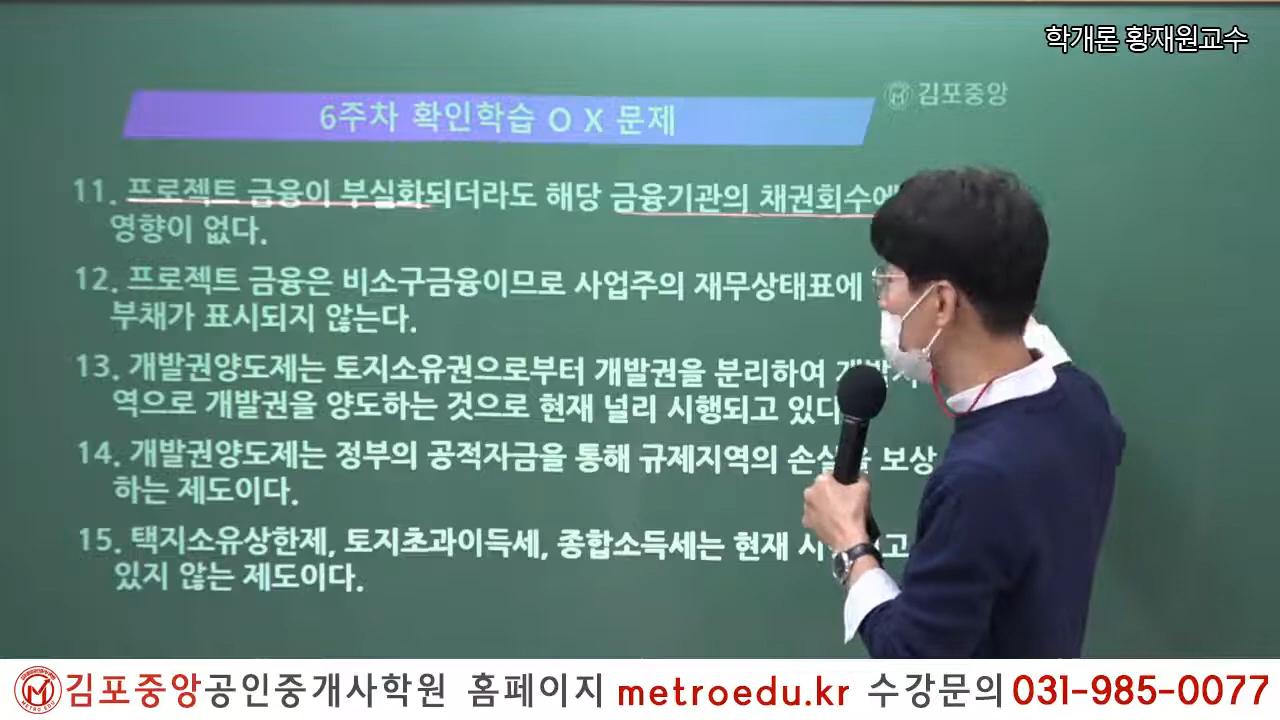 학개론 황재원교수
김포중앙
6주차 확인학습 O X 문제
11. 프로젝트 금융이 부실화되더라도 해당 금융기관의 채권회수에
영향이 없다.
12. 프로젝트 금융은 비소구금융이므로 사업주의 재무상태표에
부채가 표시되지 않는다.
13. 개발권양도제는 토지소유권으로부터 개발권을 분리하여
역으로 개발권을 양도하는 것으로 현재 널리 시행되고 있다
14. 개발권양도제는 정부의 공적자금을 통해 규제지역의 손실을 보상
하는 제도이다.
15. 택지소유상한제, 토지초과이득세, 종합소득세는 현재
있지 않는 제도이다.
METRO EDU
김포중앙공인중개사학원 홈페이지 metroedu.kr 수강문의 031-985-0077